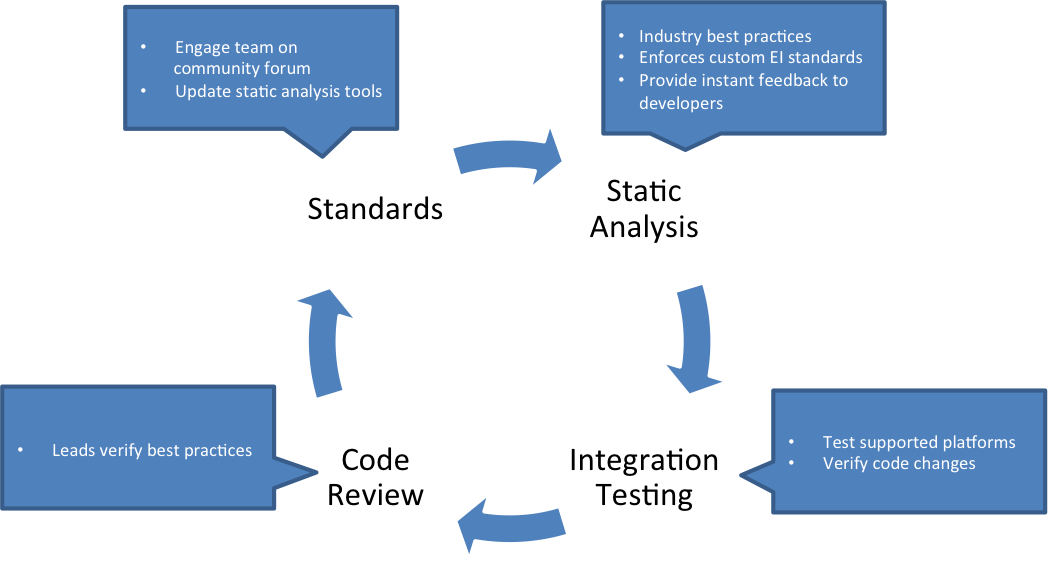 • Engage team on
community forum
• Update static analysis tools
• Industry best practices
• Enforces custom EI standards
• Provide instant feedback to
developers
Standards
Static
Analysis
• Leads verify best practices
Code
Review
Integration
Testing
• Test supported platforms
• Verify code changes